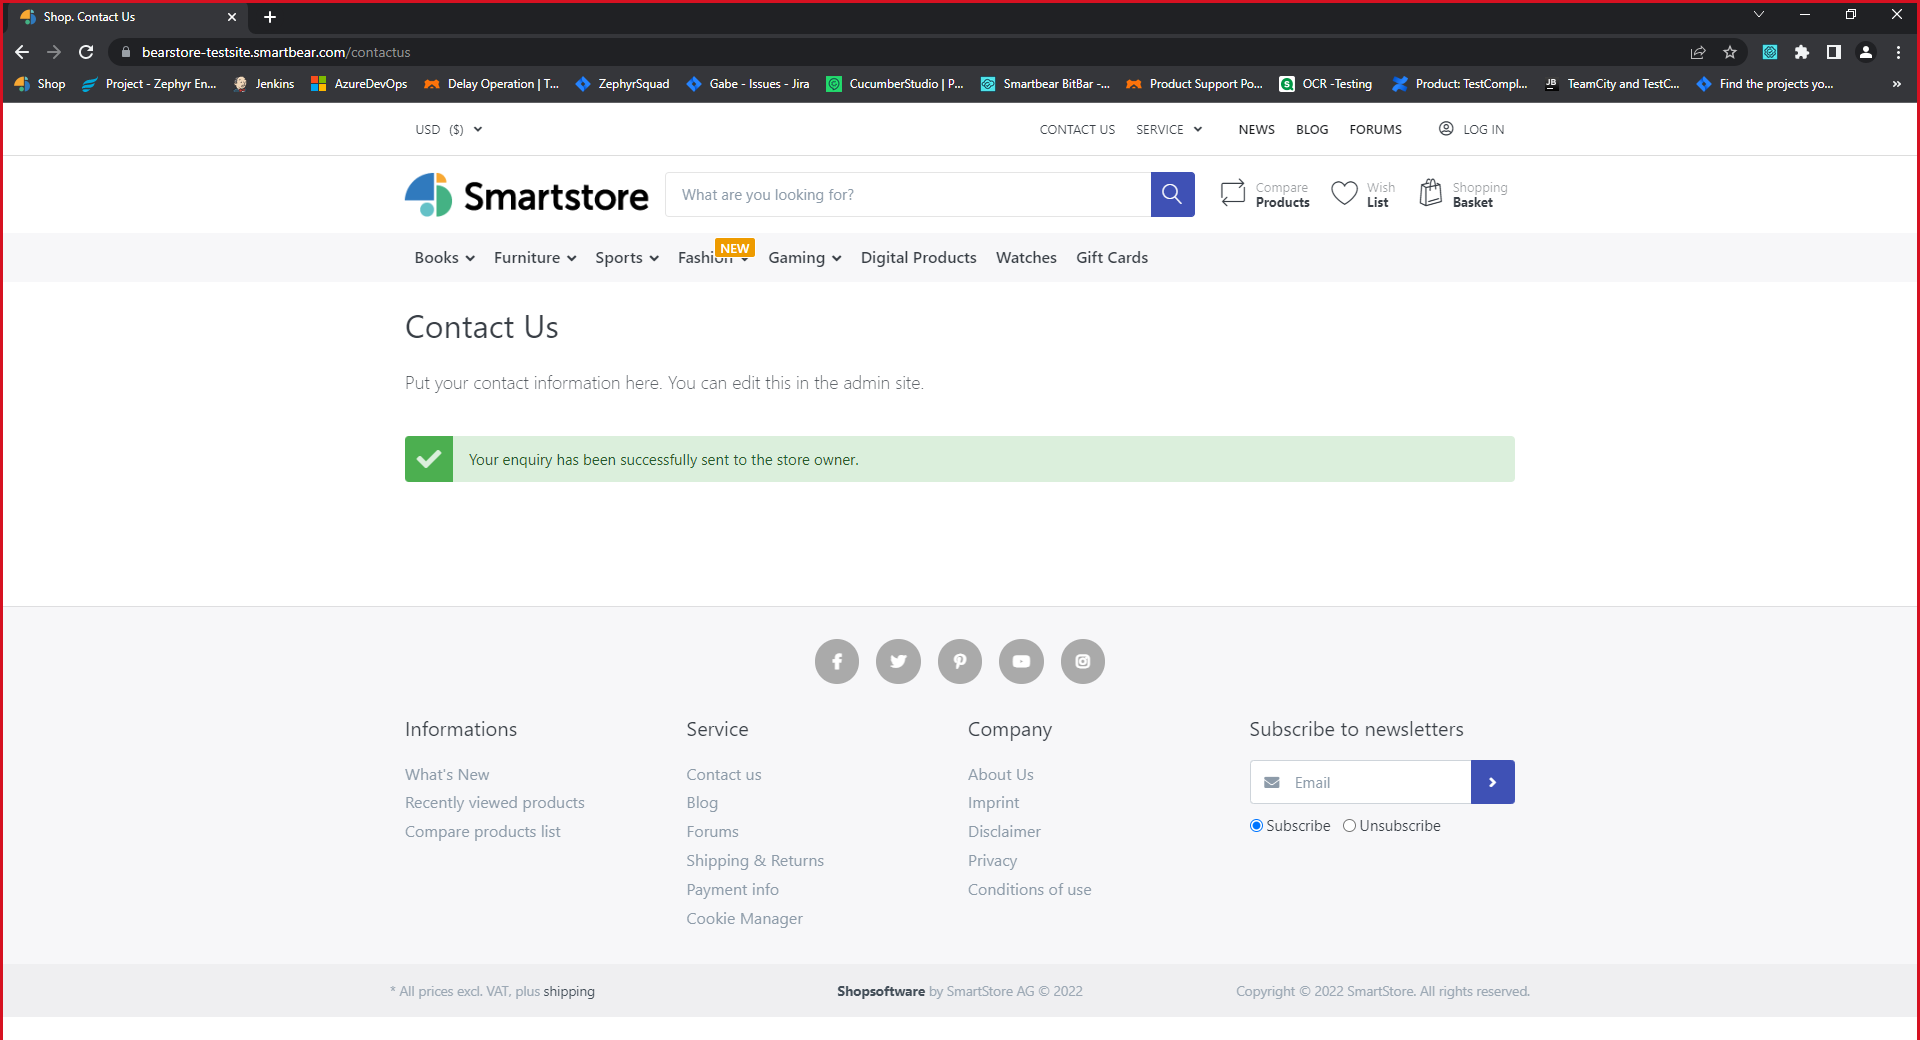 Shop. Contact Us
bearstore-testsite.smartbear.com/contactus
Shop
Project - Zephyr En...
Jenkins
AzureDevOps
Delay Operation | T...
ZephyrSquad
Gabe - Issues - Jira
CucumberStudio | P...
Smartbear BitBar -...
Product Support Po...
OCR -Testing
Product: TestCompl...
TeamCity and TestC...
Find the projects yo...
USD ($)
CONTACT US
SERVICE
NEWS
BLOG
FORUMS
LOG IN
Smartstore
What are you looking for?
Compare
Products
Wish
List
Shopping
Basket
Books
Furniture
Sports
Fashion
NEW
Gaming
Digital Products
Watches
Gift Cards
Contact Us
Put your contact information here. You can edit this in the admin site.
Your enquiry has been successfully sent to the store owner.
Informations
What's New
Recently viewed products
Compare products list
Service
Contact us
Blog
Forums
Shipping & Returns
Payment info
Cookie Manager
Company
About Us
Imprint
Disclaimer
Privacy
Conditions of use
Subscribe to newsletters
Email
Subscribe
Unsubscribe
* All prices excl. VAT, plus shipping
Shopsoftware by SmartStore AG © 2022
Copyright © 2022 SmartStore. All rights reserved.